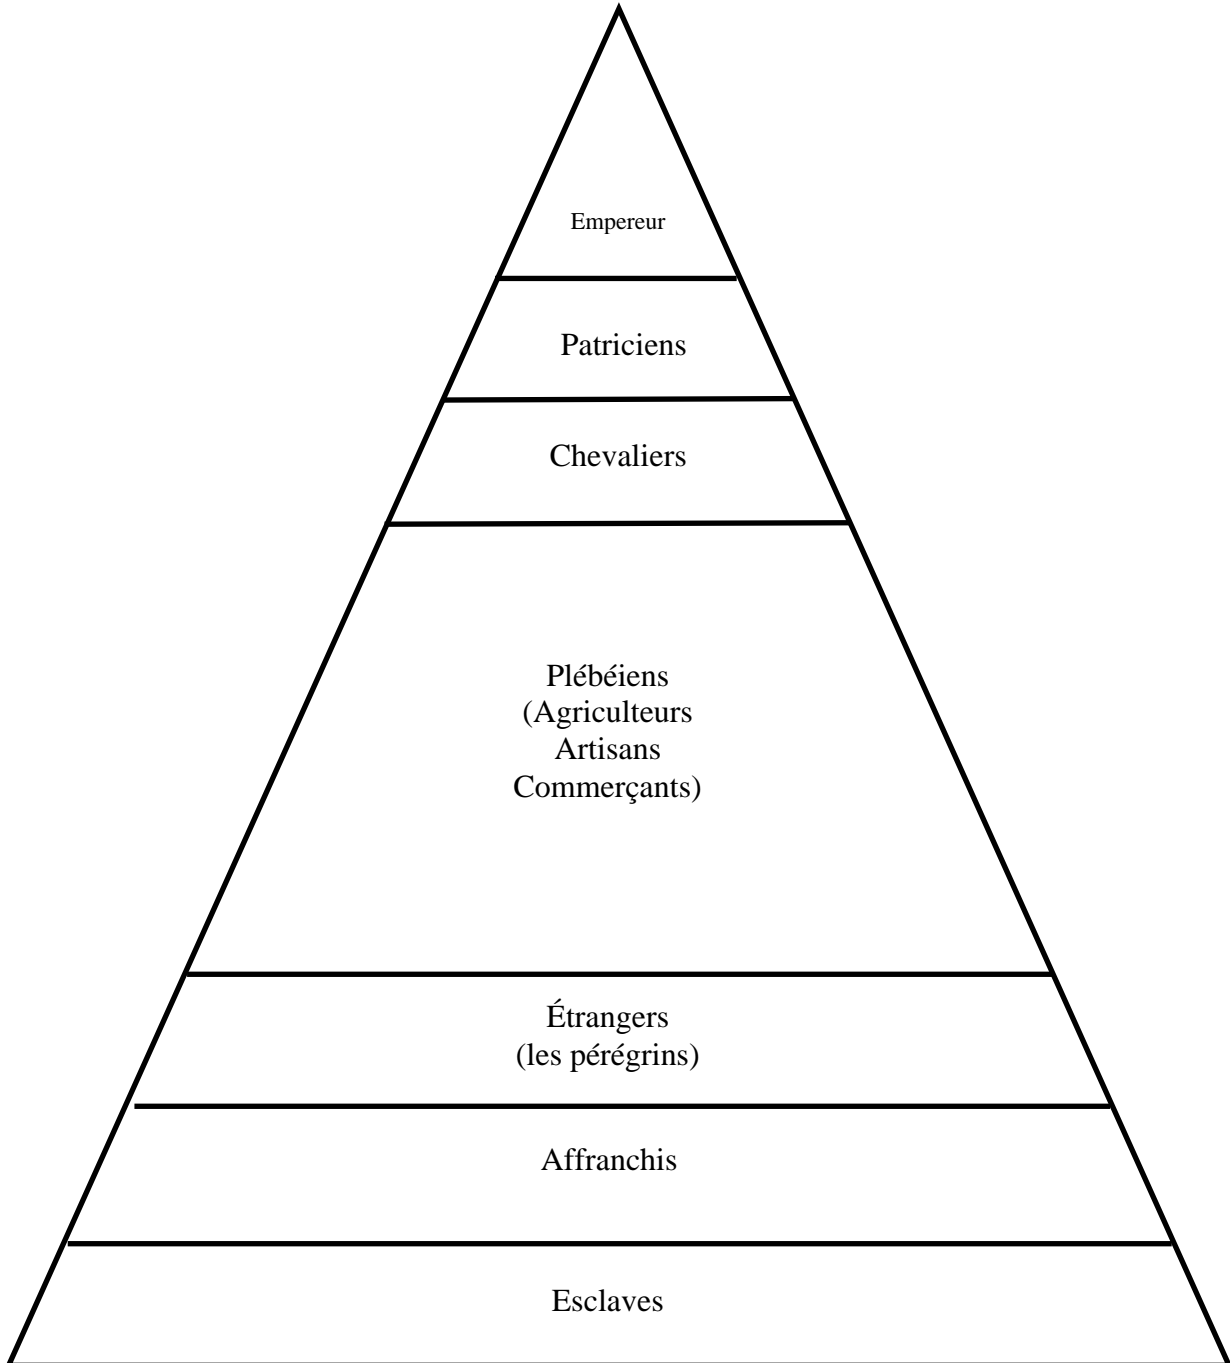 Empereur
Patriciens
Chevaliers
Plébéiens
(Agriculteurs
Artisans
Commerçants)
Étrangers
(les pérégrins)
Affranchis
Esclaves